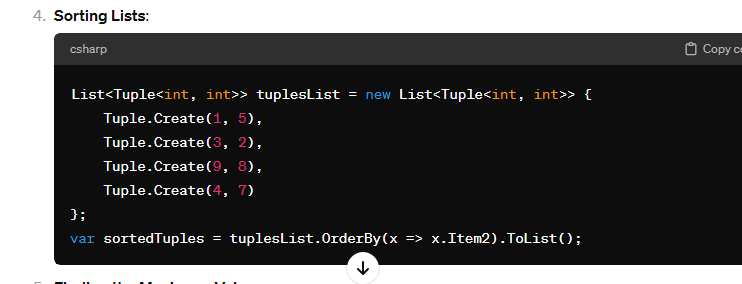 4. Sorting Lists:
csharp Copy co
List<Tuple<int, int>> tuplesList = new List<Tuple<int, int>> {
    Tuple.Create(1, 5),
    Tuple.Create(3, 2),
    Tuple.Create(9, 8),
    Tuple.Create(4, 7)
};
var sortedTuples = tuplesList.OrderBy(x => x.Item2).ToList();